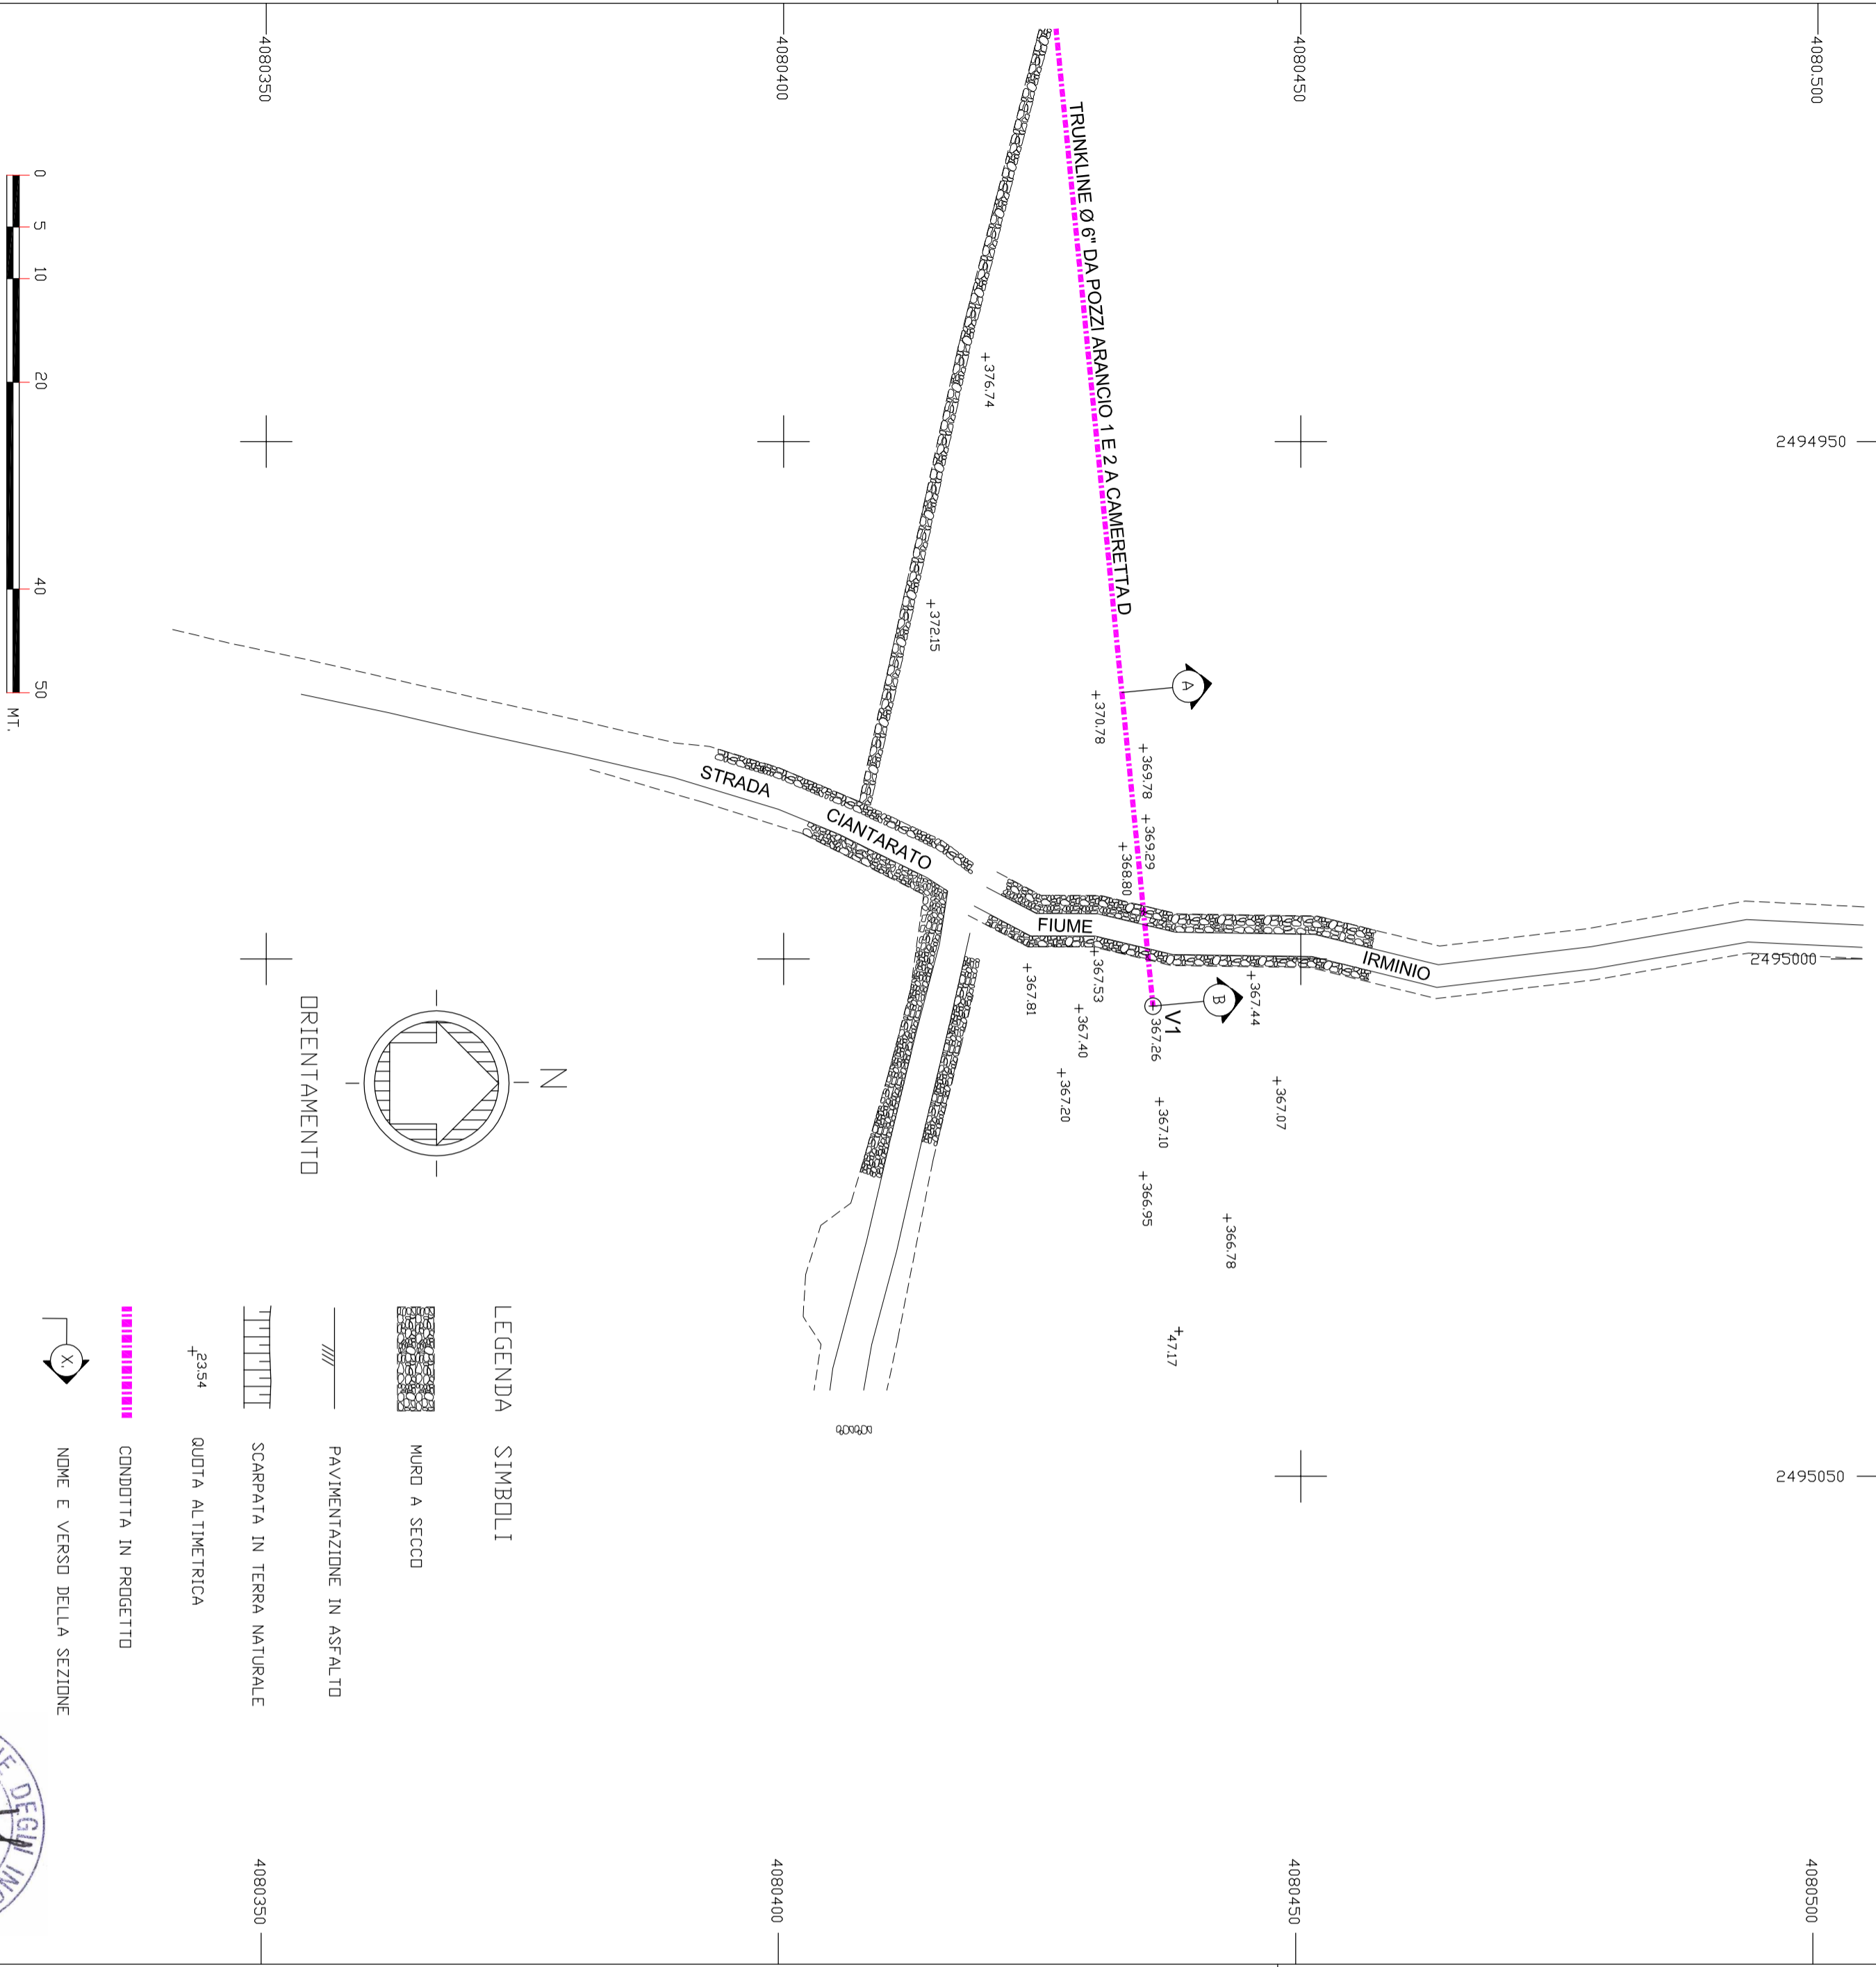 4080350
4080400
4080450
4080.500
0
5
10
20
40
50
MT.
TRUNKLINE Ø 6" DA POZZI ARANCIO 1 E 2 A CAMERETTA D
2494950
+376.74
+372.15
A
+370.78
+369.78
+369.29
+368.80
STRADA CIANTARATO
FIUME IRMINIO
2495000
+367.81
+367.53
+367.40
B
V1
+367.26
+367.44
+367.20
+367.10
+367.07
+366.95
+366.78
+47.17
2495050
N
ORIENTAMENTO
LEGENDA SIMBOLI
MURO A SECCO
PAVIMENTAZIONE IN ASFALTO
SCARPATA IN TERRA NATURALE
+23.54 QUOTA ALTIMETRICA
CONDOTTA IN PROGETTO
X. NOME E VERSO DELLA SEZIONE
DEGLI
4080350
4080400
4080450
4080500